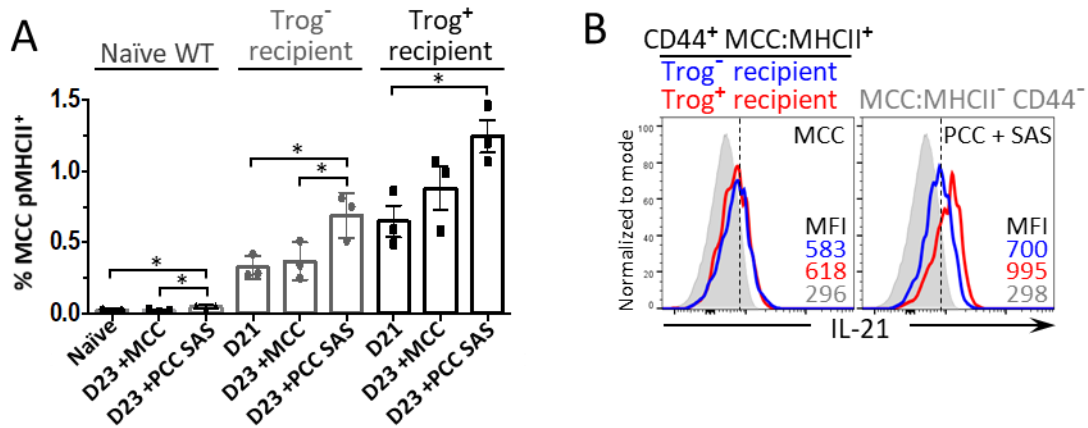 A
Naïve WT
Trog⁻
recipient
Trog⁺
recipient
*
*
*
*
*
% MCC pMHCII⁺
1.5
1.0
0.5
0.0
Naïve
D23 +MCC
D23 +PCC SAS
D21
D23 +MCC
D23 +PCC SAS
D21
D23 +MCC
D23 +PCC SAS
B
CD44⁺ MCC:MHCII⁺
Trog⁻ recipient
Trog⁺ recipient
MCC:MHCII⁻ CD44⁻
Normalized to mode
100
80
60
40
20
0
MCC
MFI
583
618
296
PCC + SAS
MFI
700
995
298
IL-21